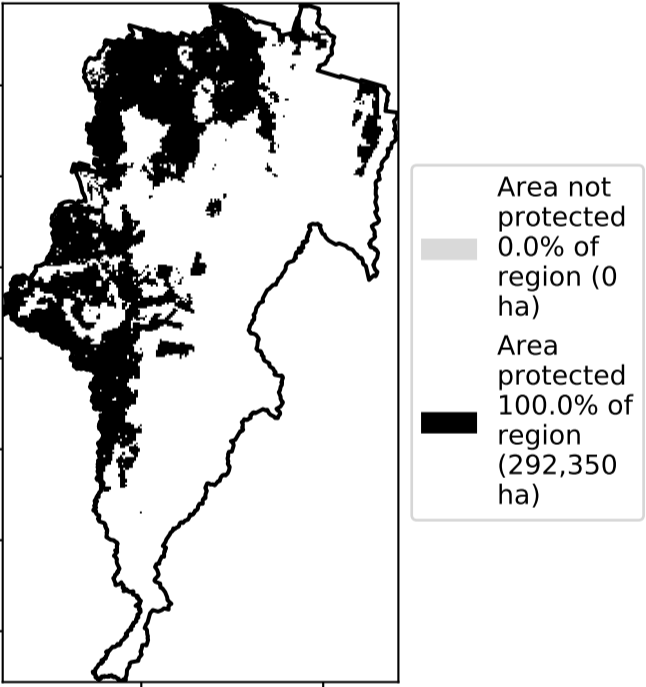 Area not
protected
0.0% of
region (0
ha)
Area
protected
100.0% of
region
(292,350
ha)